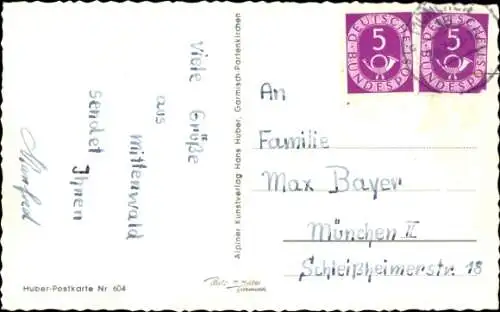 Viele Grüße
aus
Mittenwald
sendet Ihnen
Manfred
Alpiner Kunstverlag Hans Huber, Garmisch-Partenkirchen
DEUTSCHE
5
BUNDESPOST
DEUTSCHE
5
BUNDESPOST
MÜNCHEN
An
Familie
Max Bayer
München II
Schleißheimerstr. 18
Huber-Postkarte Nr 604